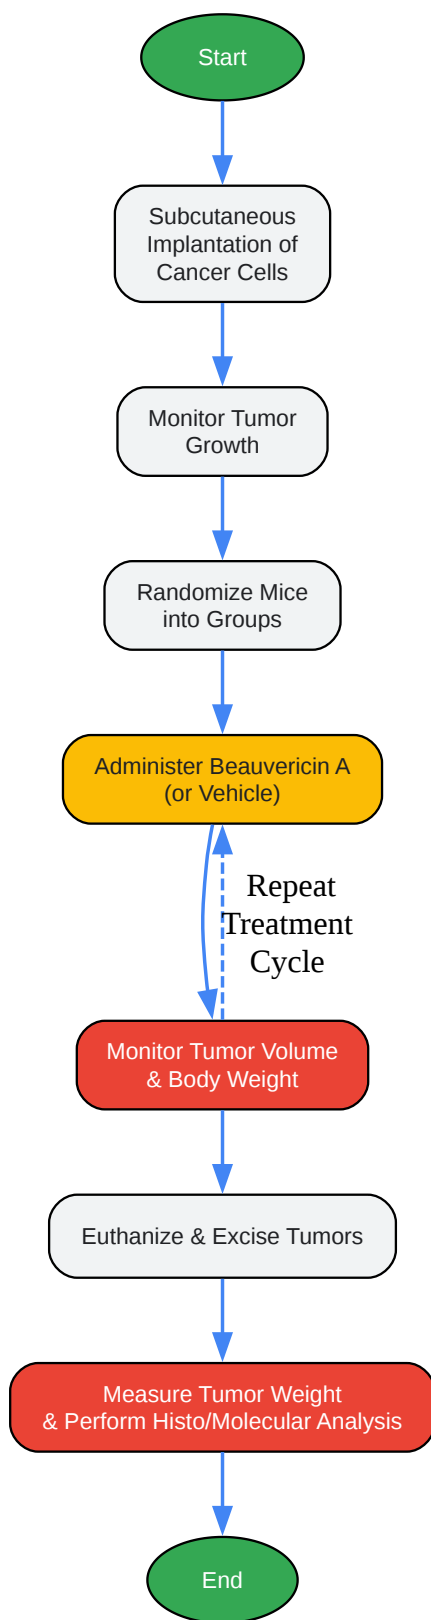 Start
Subcutaneous
Implantation of
Cancer Cells
Monitor Tumor
Growth
Randomize Mice
into Groups
Administer Beauvericin A
(or Vehicle)
Repeat
Treatment
Cycle
Monitor Tumor Volume
& Body Weight
Euthanize & Excise Tumors
Measure Tumor Weight
& Perform Histo/Molecular Analysis
End